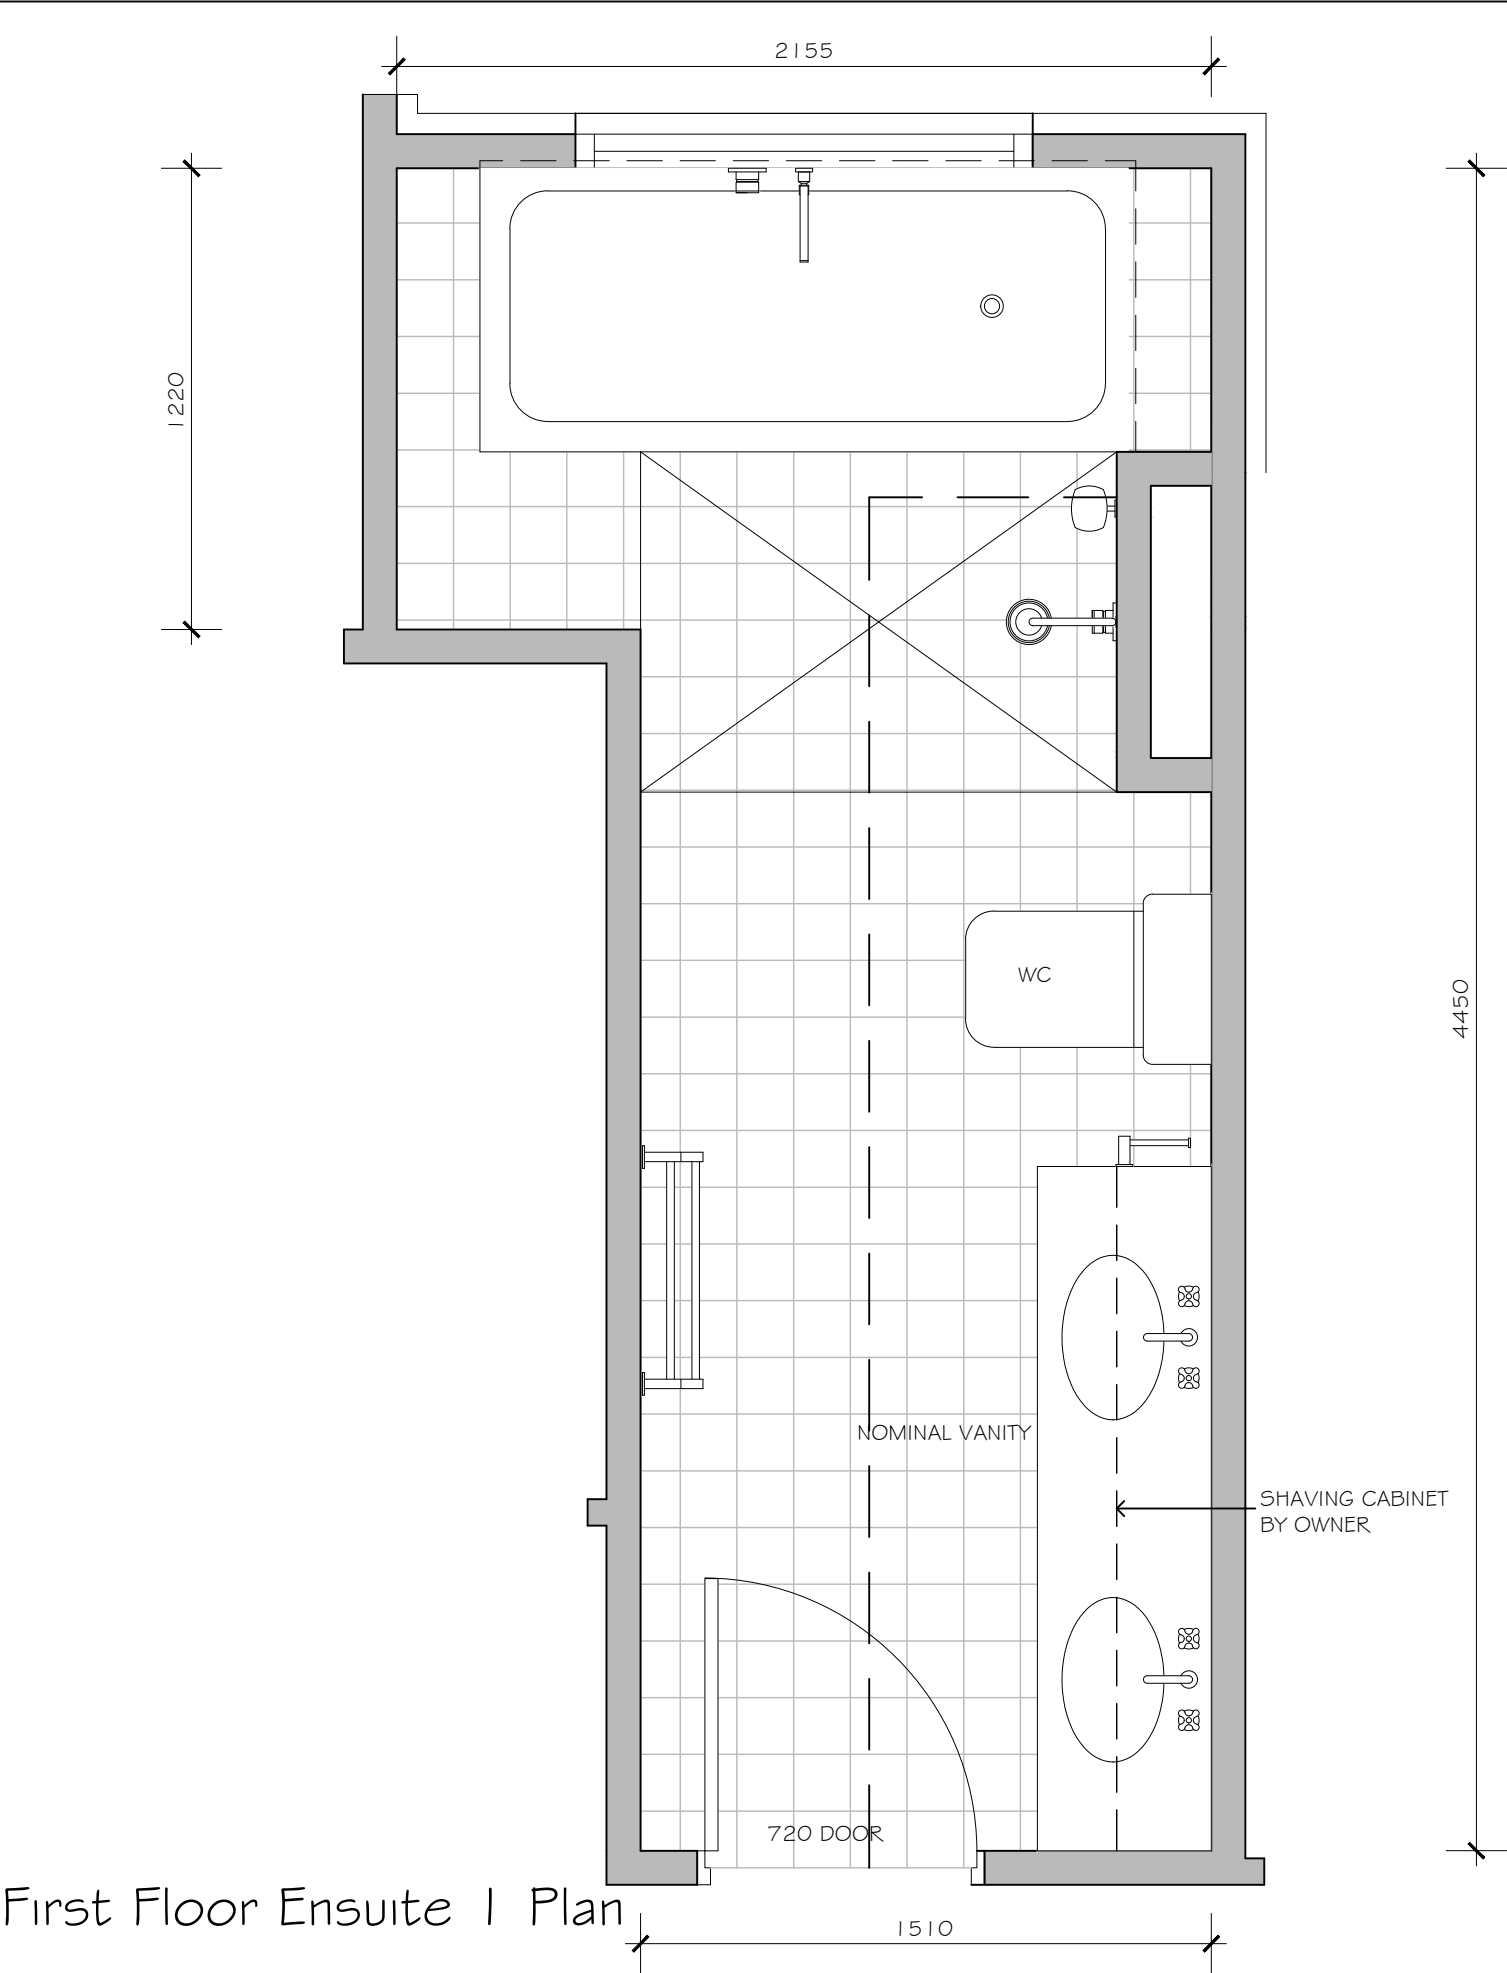 2155
1220
4450
WC
NOMINAL VANITY
SHAVING CABINET
BY OWNER
720 DOOR
First Floor Ensuite 1 Plan
1510